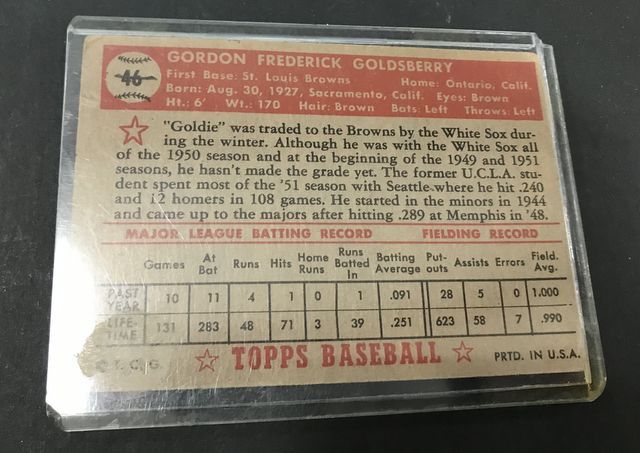 46
GORDON FREDERICK GOLDSBERRY
First Base: St. Louis Browns Home: Ontario, Calif.
Born: Aug. 30, 1927, Sacramento, Calif. Eyes: Brown
Ht.: 6' Wt.: 170 Hair: Brown Bats: Left Throws: Left
"Goldie" was traded to the Browns by the White Sox dur-
ing the winter. Although he was with the White Sox all
of the 1950 season and at the beginning of the 1949 and 1951
seasons, he hasn't made the grade yet. The former U.C.L.A. stu-
dent spent most of the '51 season with Seattle where he hit .240
and 12 homers in 108 games. He started in the minors in 1944
and came up to the majors after hitting .289 at Memphis in '48.
MAJOR LEAGUE BATTING RECORD FIELDING RECORD
Games At Bat Runs Hits Home Runs Runs Batted In Batting Average Put-outs Assists Errors Field. Avg.
PAST YEAR 10 11 4 1 0 1 .091 28 5 0 1.000
LIFE-TIME 131 283 48 71 3 39 .251 623 58 7 .990
© T. C. G. TOPPS BASEBALL PRTD. IN U.S.A.